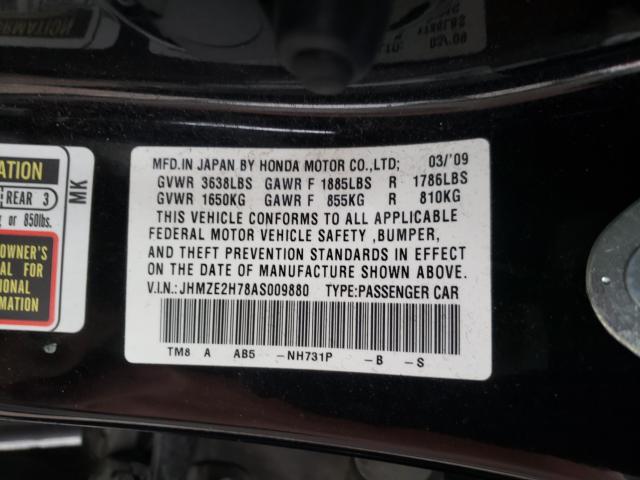 ATION
REAR 3
g or 850lbs.
OWNER'S
AL FOR
TIONAL
RMATION
MK
MFD.IN JAPAN BY HONDA MOTOR CO.,LTD; 03/'09
GVWR 3638LBS GAWR F 1885LBS R 1786LBS
GVWR 1650KG GAWR F 855KG R 810KG
THIS VEHICLE CONFORMS TO ALL APPLICABLE
FEDERAL MOTOR VEHICLE SAFETY ,BUMPER,
AND THEFT PREVENTION STANDARDS IN EFFECT
ON THE DATE OF MANUFACTURE SHOWN ABOVE.
V.I.N.:JHMZE2H78AS009880 TYPE:PASSENGER CAR
TM8 A AB5 -NH731P -B -S